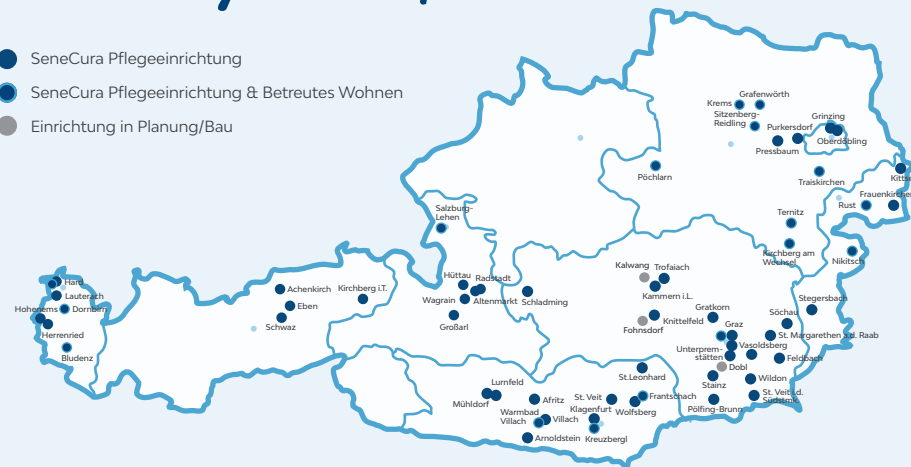 SeneCura Pflegeeinrichtung
SeneCura Pflegeeinrichtung & Betreutes Wohnen
Einrichtung in Planung/Bau
Grafenwörth
Krems
Sitzenberg-
Reidling
Grinzing
Purkersdorf
Oberdöbling
Pressbaum
Pöchlarn
Traiskirchen
Frauenkirchen
Rust
Salzburg-
Lehen
Ternitz
Kirchberg am
Wechsel
Nikitsch
Hard
Lauterach
Hohenems
Dornbirn
Herrenried
Bludenz
Achenkirch
Kirchberg i.T.
Eben
Schwaz
Hüttau
Radstadt
Wagrain
Altenmarkt
Schladming
Großarl
Kalwang
Trofaiach
Kammern i.L.
Gratkorn
Knittelfeld
Fohnsdorf
Stegersbach
Söchau
Graz
St. Margarethen a.d. Raab
Vasoldsberg
Unterprem-
stätten
Feldbach
Dobl
St.Leonhard
Stainz
Wildon
Lurnfeld
Mühldorf
Afritz
St. Veit
Frantschach
Wolfsberg
Pölfing-Brunn
St. Veit i.d.
Südstmk.
Warmbad
Villach
Villach
Klagenfurt
Kreuzbergl
Arnoldstein